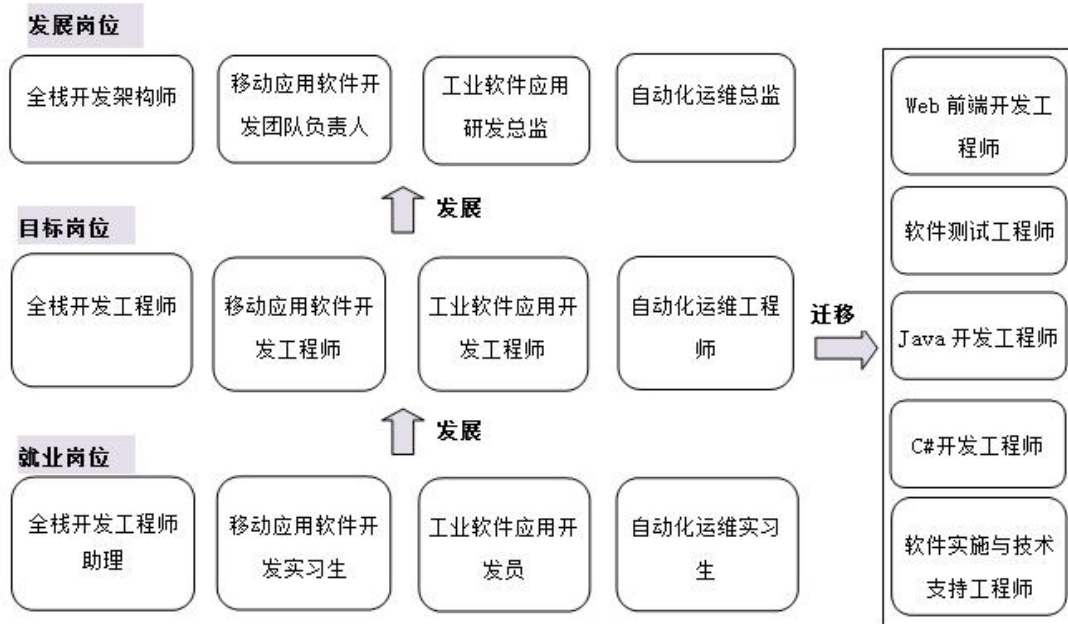 发展岗位
全栈开发架构师
移动应用软件开
发团队负责人
工业软件应用
研发总监
自动化运维总监
发展
目标岗位
全栈开发工程师
移动应用软件开
发工程师
工业软件应用开
发工程师
自动化运维工程
师
发展
就业岗位
全栈开发工程师
助理
移动应用软件开
发实习生
工业软件应用开
发员
自动化运维实习
生
迁移
Web 前端开发工
程师
软件测试工程师
Java 开发工程师
C#开发工程师
软件实施与技术
支持工程师